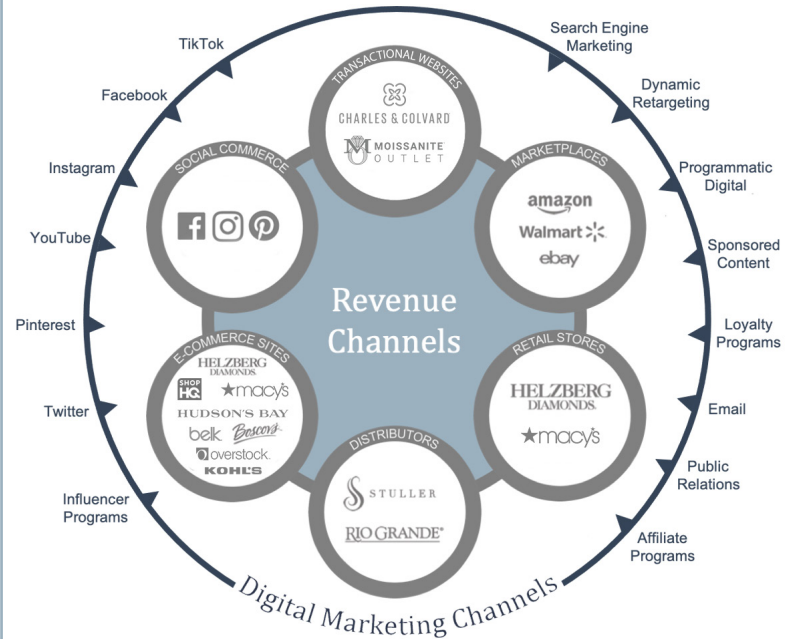 TikTok
Facebook
Instagram
YouTube
Pinterest
Twitter
Influencer
Programs
Search Engine
Marketing
Dynamic
Retargeting
Programmatic
Digital
Sponsored
Content
Loyalty
Programs
Email
Public
Relations
Affiliate
Programs
TRANSACTIONAL WEBSITES
CHARLES & COLVARD
MOISSANITE
OUTLET
SOCIAL COMMERCE
MARKETPLACES
amazon
Walmart
ebay
Revenue
Channels
E-COMMERCE SITES
HELZBERG
DIAMONDS
SHOP
HQ
macy's
HUDSON'S BAY
belk
Boscov's
overstock.
KOHL'S
RETAIL STORES
HELZBERG
DIAMONDS
macy's
DISTRIBUTORS
STULLER
RIO GRANDE
Digital Marketing Channels